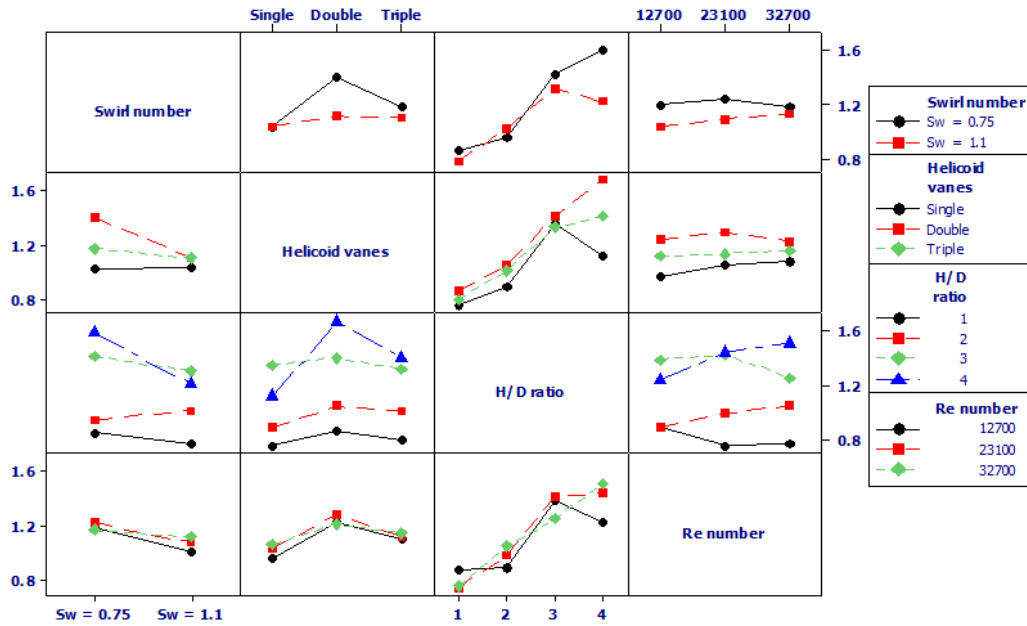 Single Double Triple 12700 23100 32700
Swirl number
1.6
1.2
0.8
Swirl number
Sw = 0.75
Sw = 1.1
1.6
1.2
0.8
Helicoid vanes
Helicoid
vanes
Single
Double
Triple
H/D ratio
1.6
1.2
0.8
H/D
ratio
1
2
3
4
1.6
1.2
0.8
Re number
Re number
12700
23100
32700
Sw = 0.75 Sw = 1.1 1 2 3 4